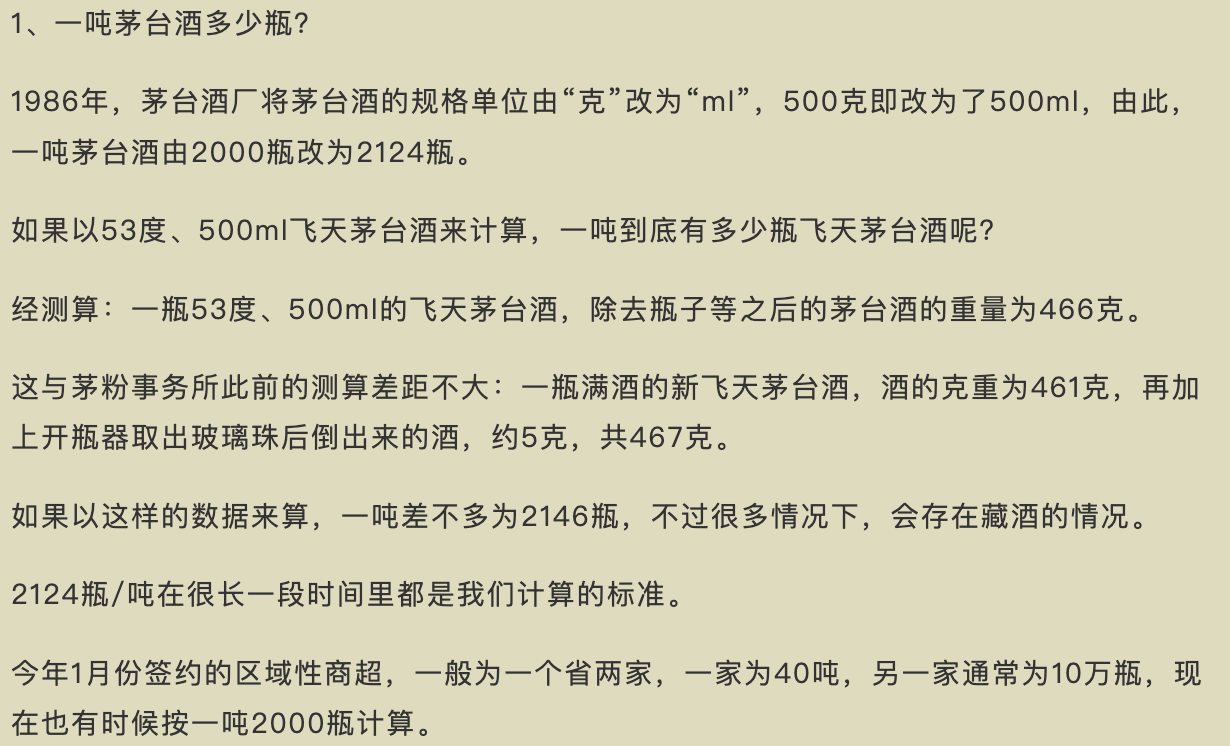 1、一吨茅台酒多少瓶?
1986年，茅台酒厂将茅台酒的规格单位由“克”改为“ml”，500克即改为了500ml，由此，
一吨茅台酒由2000瓶改为2124瓶。
如果以53度、500ml飞天茅台酒来计算，一吨到底有多少瓶飞天茅台酒呢?
经测算：一瓶53度、500ml的飞天茅台酒，除去瓶子等之后的茅台酒的重量为466克。
这与茅粉事务所此前的测算差距不大：一瓶满酒的新飞天茅台酒，酒的克重为461克，再加
上开瓶器取出玻璃珠后倒出来的酒，约5克，共467克。
如果以这样的数据来算，一吨差不多为2146瓶，不过很多情况下，会存在藏酒的情况。
2124瓶/吨在很长一段时间里都是我们计算的标准。
今年1月份签约的区域性商超，一般为一个省两家，一家为40吨，另一家通常为10万瓶，现
在也有时候按一吨2000瓶计算。